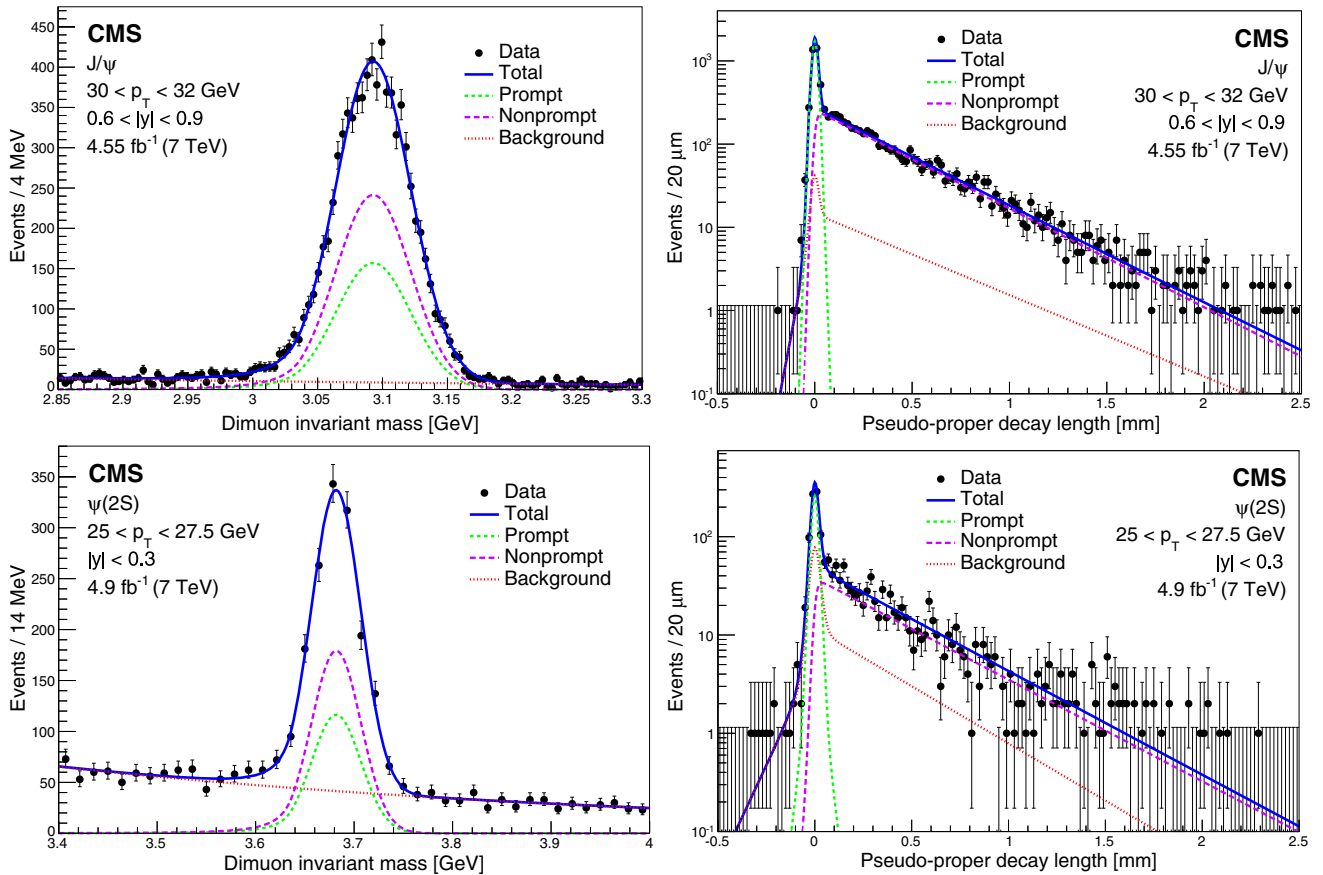 CMS
J/ψ
30 < p_T < 32 GeV
0.6 < |y| < 0.9
4.55 fb⁻¹ (7 TeV)
Data
Total
Prompt
Nonprompt
Background
Events / 4 MeV
450
400
350
300
250
200
150
100
50
0
2.85 2.9 2.95 3 3.05 3.1 3.15 3.2 3.25 3.3
Dimuon invariant mass [GeV]
Data
Total
Prompt
Nonprompt
Background
CMS
J/ψ
30 < p_T < 32 GeV
0.6 < |y| < 0.9
4.55 fb⁻¹ (7 TeV)
Events / 20 μm
10³
10²
10
1
10⁻¹
-0.5 0 0.5 1 1.5 2 2.5
Pseudo-proper decay length [mm]
CMS
ψ(2S)
25 < p_T < 27.5 GeV
|y| < 0.3
4.9 fb⁻¹ (7 TeV)
Data
Total
Prompt
Nonprompt
Background
Events / 14 MeV
350
300
250
200
150
100
50
0
3.4 3.5 3.6 3.7 3.8 3.9 4
Dimuon invariant mass [GeV]
Data
Total
Prompt
Nonprompt
Background
CMS
ψ(2S)
25 < p_T < 27.5 GeV
|y| < 0.3
4.9 fb⁻¹ (7 TeV)
Events / 20 μm
10²
10
1
10⁻¹
-0.5 0 0.5 1 1.5 2 2.5
Pseudo-proper decay length [mm]